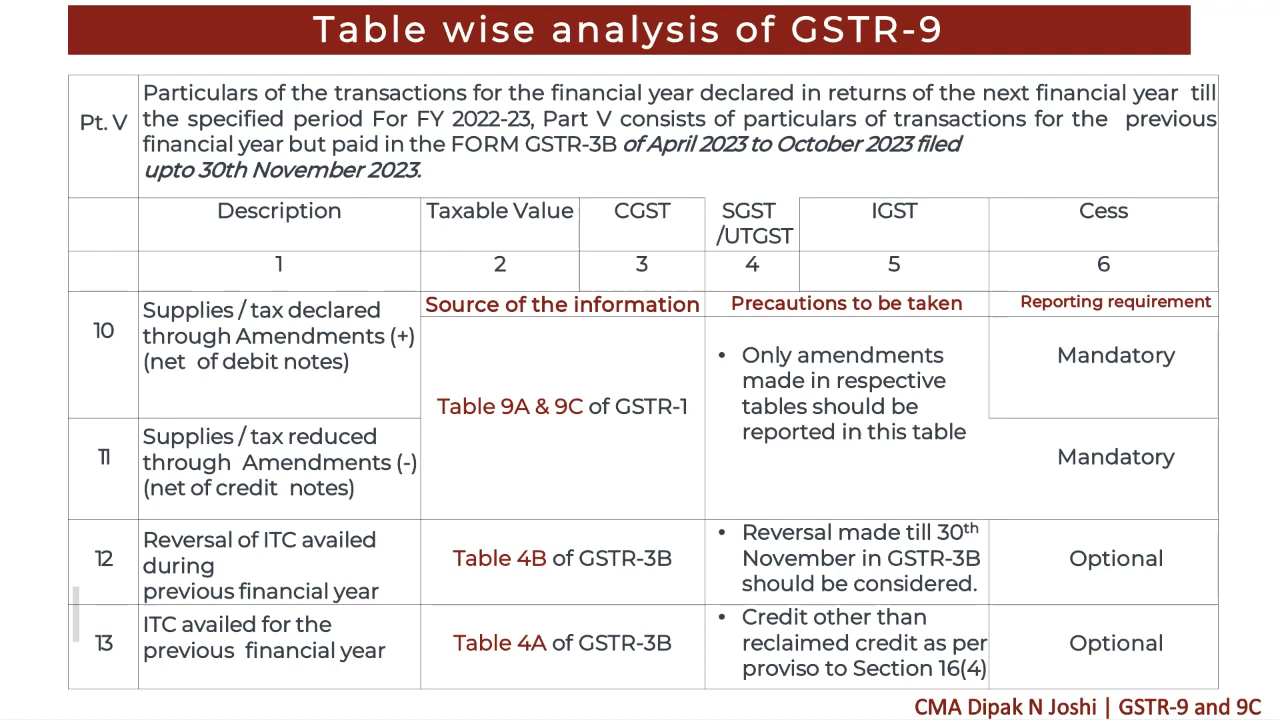 Table wise analysis of GSTR-9
Pt. V
Particulars of the transactions for the financial year declared in returns of the next financial year till
the specified period For FY 2022-23, Part V consists of particulars of transactions for the previous
financial year but paid in the FORM GSTR-3B of April 2023 to October 2023 filed
upto 30th November 2023.
Description
Taxable Value
CGST
SGST
/UTGST
IGST
Cess
1
2
3
4
5
6
10
Supplies / tax declared
through Amendments (+)
(net of debit notes)
Source of the information
Precautions to be taken
Reporting requirement
Table 9A & 9C of GSTR-1
• Only amendments
made in respective
tables should be
reported in this table
Mandatory
11
Supplies / tax reduced
through Amendments (-)
(net of credit notes)
Mandatory
12
Reversal of ITC availed
during
previous financial year
Table 4B of GSTR-3B
• Reversal made till 30th
November in GSTR-3B
should be considered.
Optional
13
ITC availed for the
previous financial year
Table 4A of GSTR-3B
• Credit other than
reclaimed credit as per
proviso to Section 16(4)
Optional
CMA Dipak N Joshi | GSTR-9 and 9C